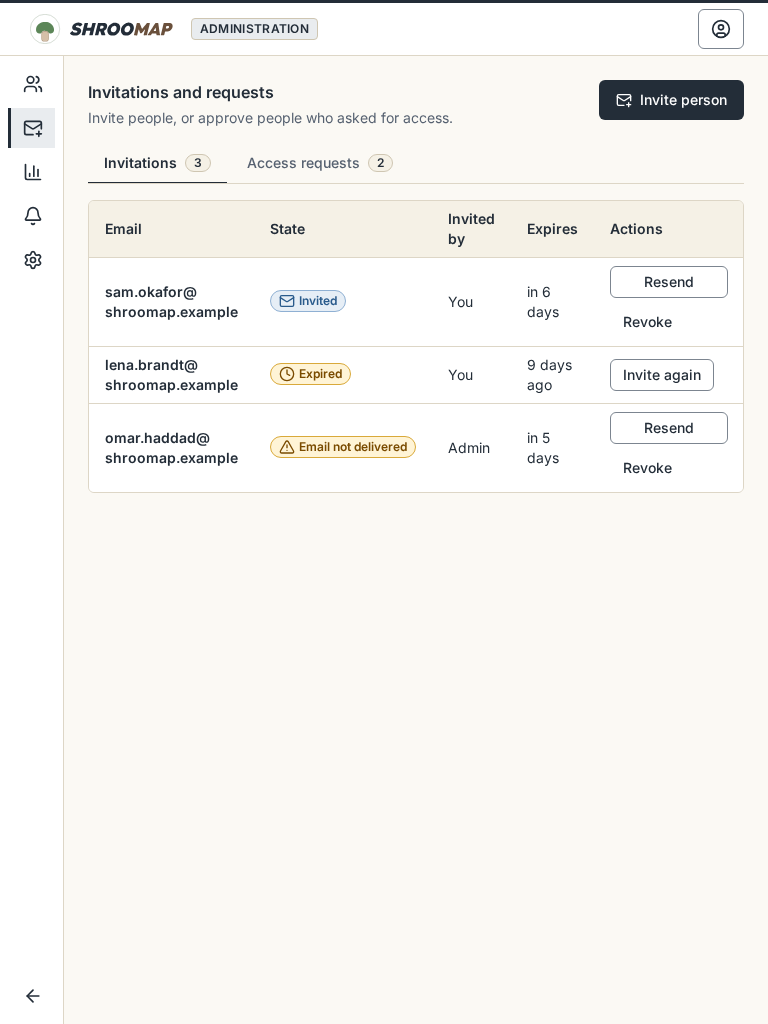 SHROOMAP
ADMINISTRATION
Invitations and requests
Invite people, or approve people who asked for access.
Invite person
Invitations 3
Access requests 2
Email
State
Invited
by
Expires
Actions
sam.okafor@
shroomap.example
Invited
You
in 6
days
Resend
Revoke
lena.brandt@
shroomap.example
Expired
You
9 days
ago
Invite again
omar.haddad@
shroomap.example
Email not delivered
Admin
in 5
days
Resend
Revoke